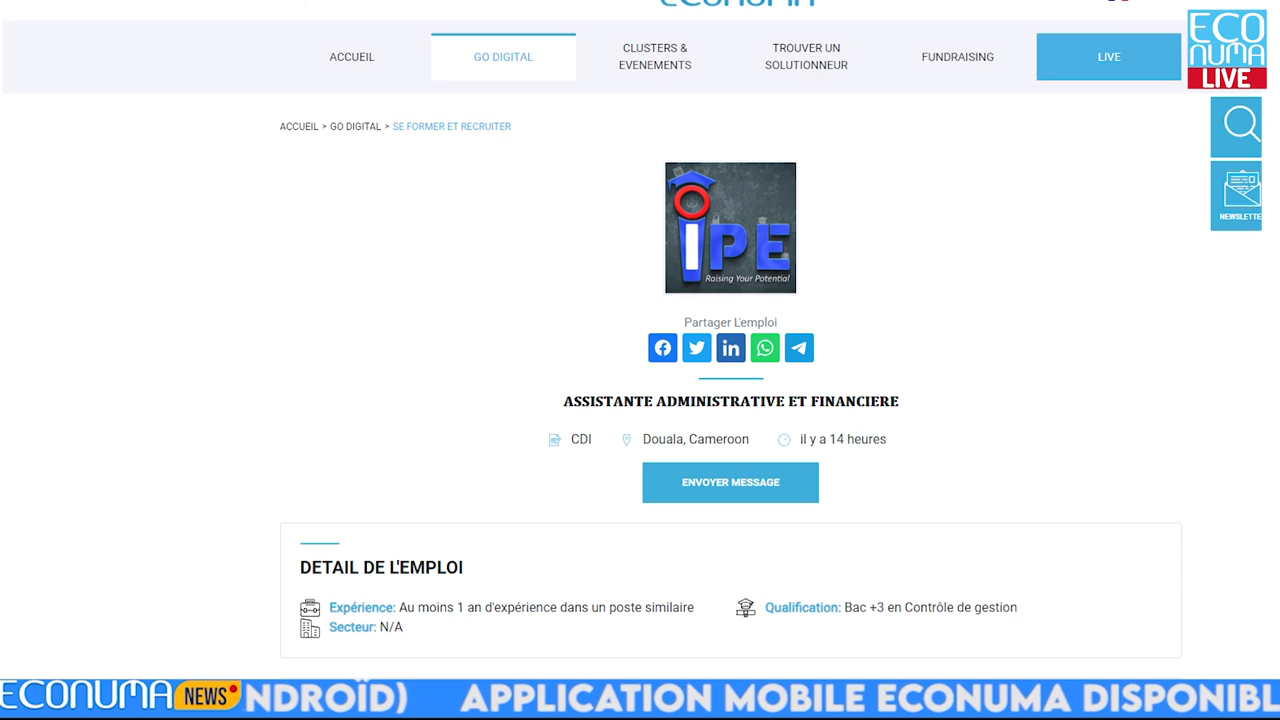 ECONUMA
ECO
NUMA
LIVE
ACCUEIL
GO DIGITAL
CLUSTERS &
EVENEMENTS
TROUVER UN
SOLUTIONNEUR
FUNDRAISING
LIVE
NEWSLETTE
ACCUEIL > GO DIGITAL > SE FORMER ET RECRUITER
iPE
Raising Your Potential
Partager L'emploi
ASSISTANTE ADMINISTRATIVE ET FINANCIERE
CDI Douala, Cameroon il y a 14 heures
ENVOYER MESSAGE
DETAIL DE L'EMPLOI
Expérience: Au moins 1 an d'expérience dans un poste similaire
Qualification: Bac +3 en Contrôle de gestion
Secteur: N/A
ECONUMA NEWS NDROÏD) APPLICATION MOBILE ECONUMA DISPONIBL